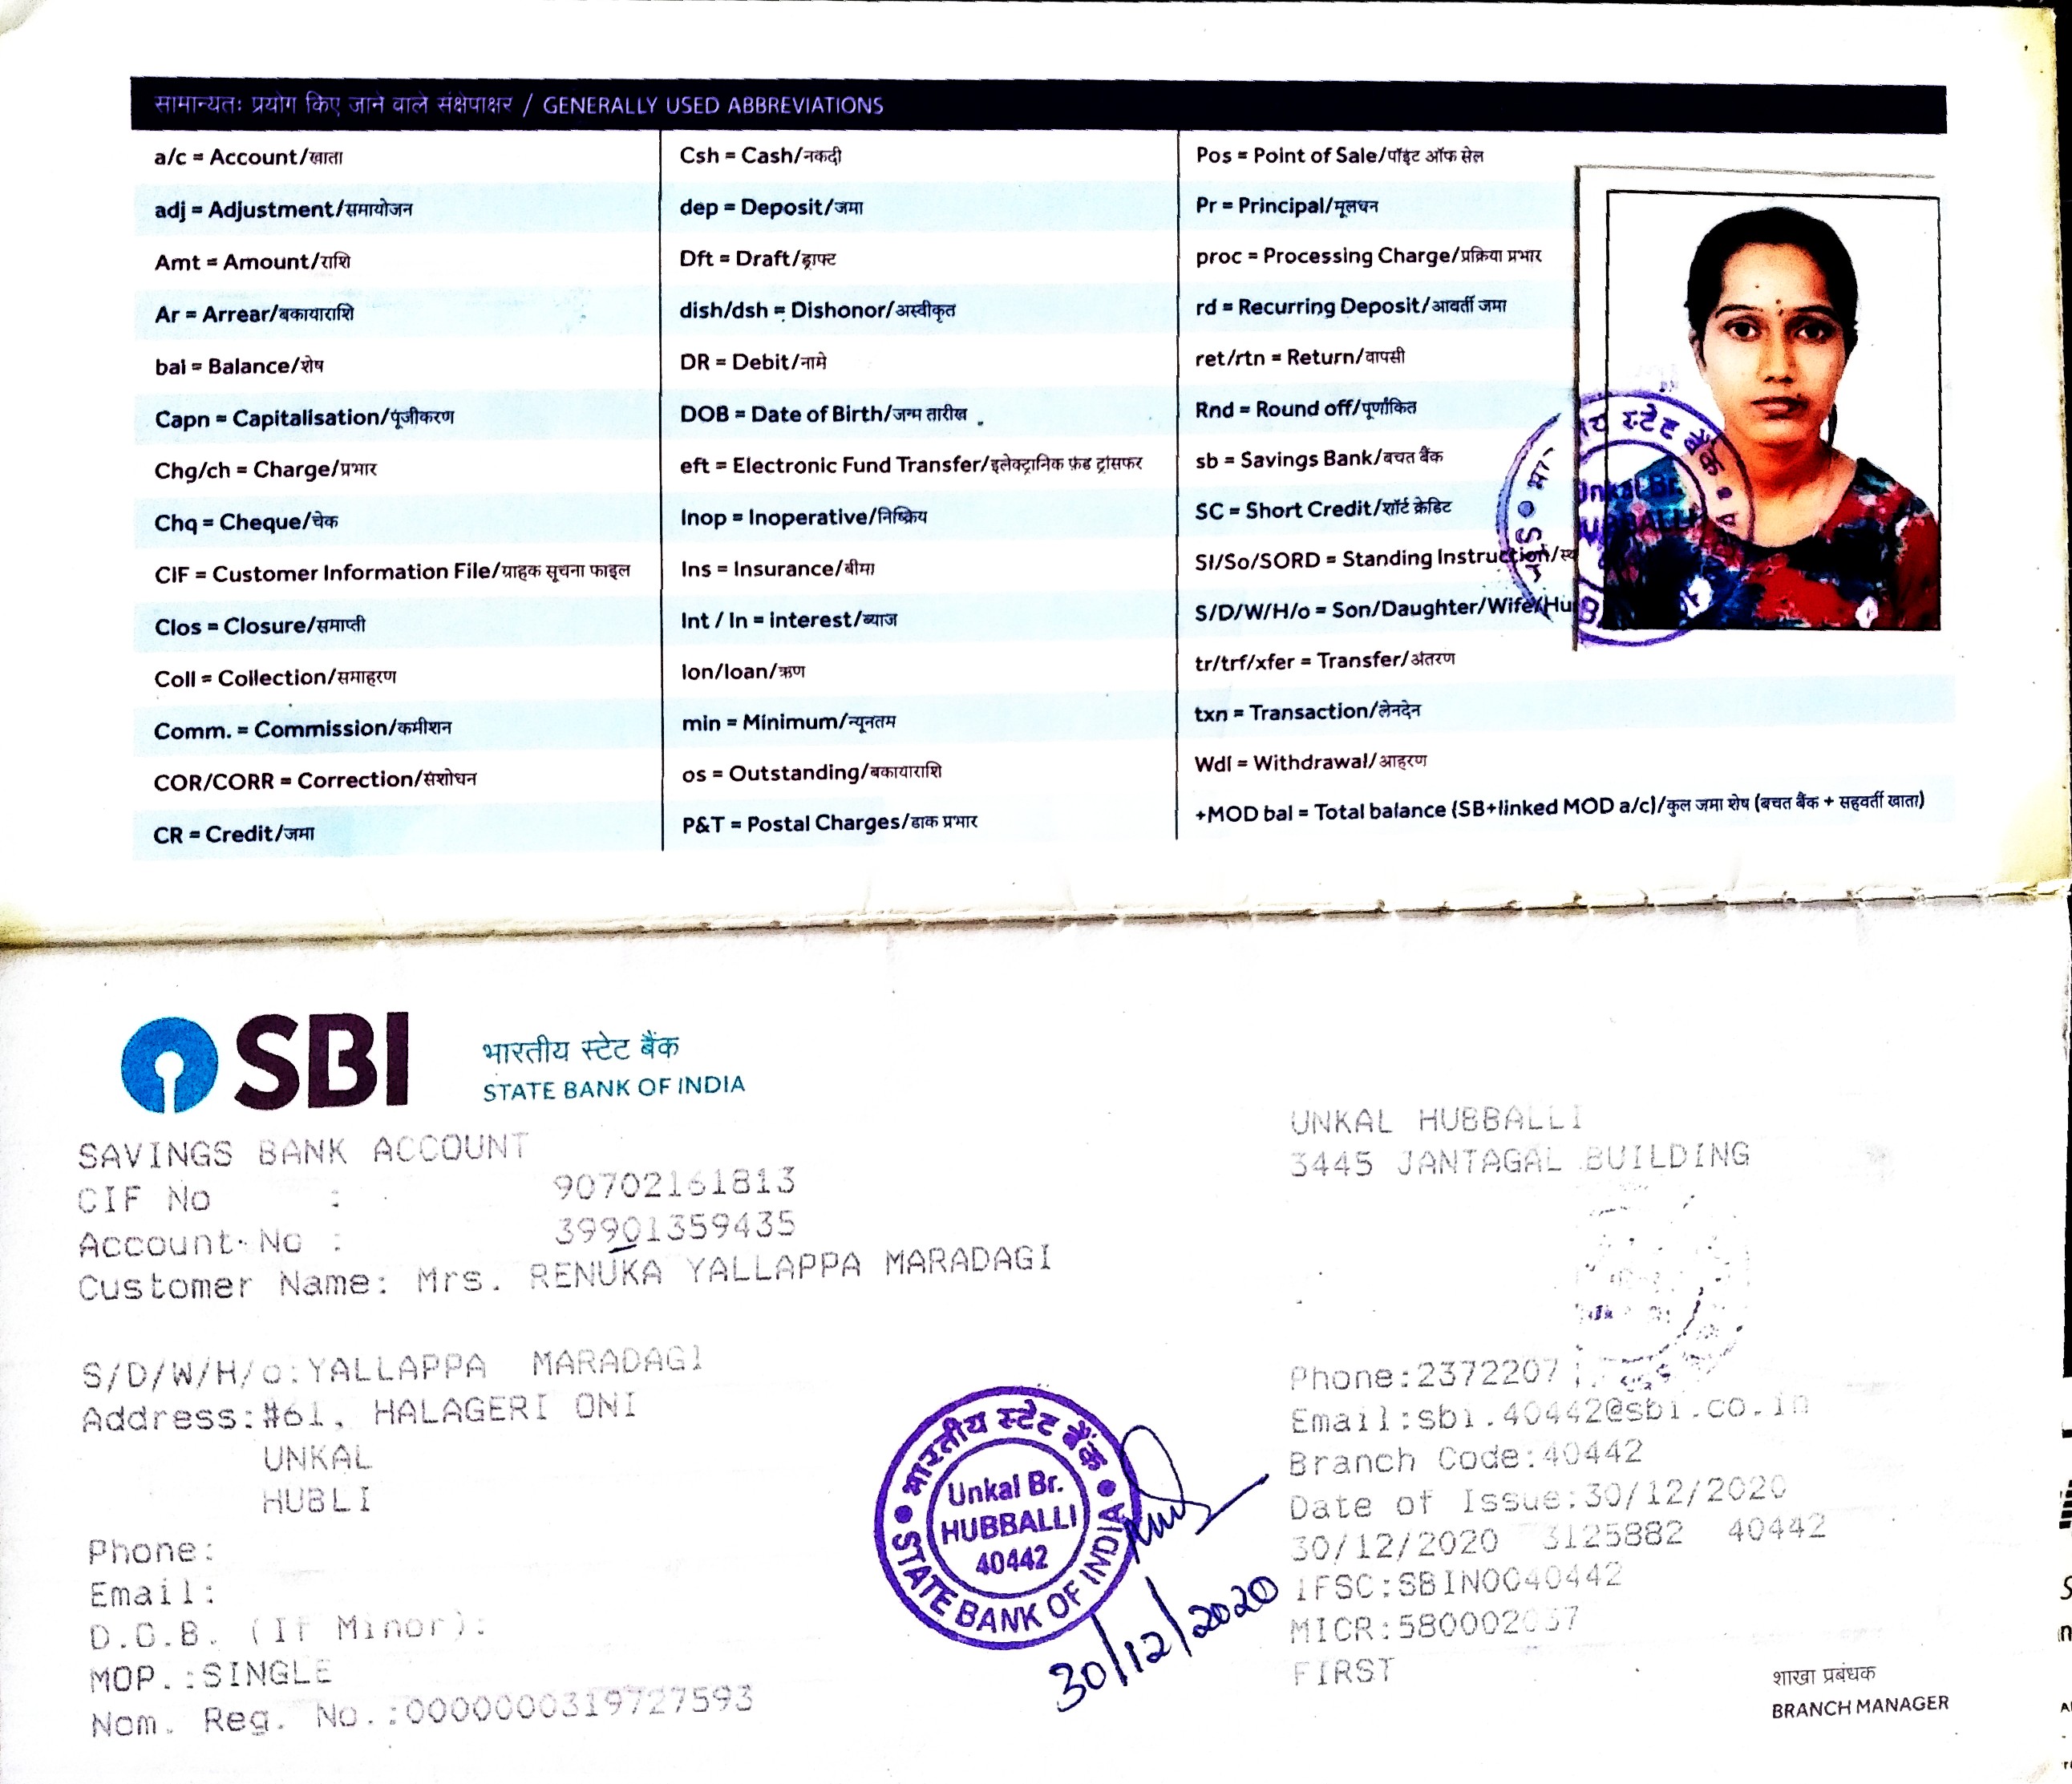 सामान्यतः प्रयोग किए जाने वाले संक्षेपाक्षर / GENERALLY USED ABBREVIATIONS
a/c = Account/खाता
adj = Adjustment/समायोजन
Amt = Amount/राशि
Ar = Arrear/बकायाराशि
bal = Balance/शेष
Capn = Capitalisation/पूंजीकरण
Chg/ch = Charge/प्रभार
Chq = Cheque/चेक
CIF = Customer Information File/ग्राहक सूचना फाइल
Clos = Closure/समाप्ती
Coll = Collection/समाहरण
Comm. = Commission/कमीशन
COR/CORR = Correction/संशोधन
CR = Credit/जमा
Csh = Cash/नकदी
dep = Deposit/जमा
Dft = Draft/ड्राफ्ट
dish/dsh = Dishonor/अस्वीकृत
DR = Debit/नामे
DOB = Date of Birth/जन्म तारीख
eft = Electronic Fund Transfer/इलेक्ट्रानिक फ़ंड ट्रांसफर
Inop = Inoperative/निष्क्रिय
Ins = Insurance/बीमा
Int / In = interest/ब्याज
lon/loan/ऋण
min = Minimum/न्यूनतम
os = Outstanding/बकायाराशि
P&T = Postal Charges/डाक प्रभार
Pos = Point of Sale/पॉइंट ऑफ सेल
Pr = Principal/मूलधन
proc = Processing Charge/प्रक्रिया प्रभार
rd = Recurring Deposit/आवर्ती जमा
ret/rtn = Return/वापसी
Rnd = Round off/पूर्णांकित
sb = Savings Bank/बचत बैंक
SC = Short Credit/शॉर्ट क्रेडिट
SI/So/SORD = Standing Instruction/
S/D/W/H/o = Son/Daughter/Wife/Hu
tr/trf/xfer = Transfer/अंतरण
txn = Transaction/लेनदेन
Wdl = Withdrawal/आहरण
+MOD bal = Total balance (SB+linked MOD a/c)/कुल जमा शेष (बचत बैंक + सहवर्ती खाता)
स्टेट बैंक
Unkal Br.
HUBBALLI
SBI
भारतीय स्टेट बैंक
STATE BANK OF INDIA
SAVINGS BANK ACCOUNT
CIF No : 90702161813
Account No : 39901359435
Customer Name: Mrs. RENUKA YALLAPPA MARADAGI
S/D/W/H/o:YALLAPPA MARADAGI
Address:#61, HALAGERI ONI
UNKAL
HUBLI
Phone:
Email:
D.O.B. (If Minor):
MOP.:SINGLE
Nom. Reg. No.:0000000319727593
भारतीय स्टेट बैंक
Unkal Br.
HUBBALLI
40442
STATE BANK OF INDIA
30/12/2020
UNKAL HUBBALLI
3445 JANTAGAL BUILDING
Phone:2372207
Email:sbi.40442@sbi.co.in
Branch Code:40442
Date of Issue:30/12/2020
30/12/2020 3125882 40442
IFSC:SBIN0040442
MICR:580002037
FIRST
शाखा प्रबंधक
BRANCH MANAGER